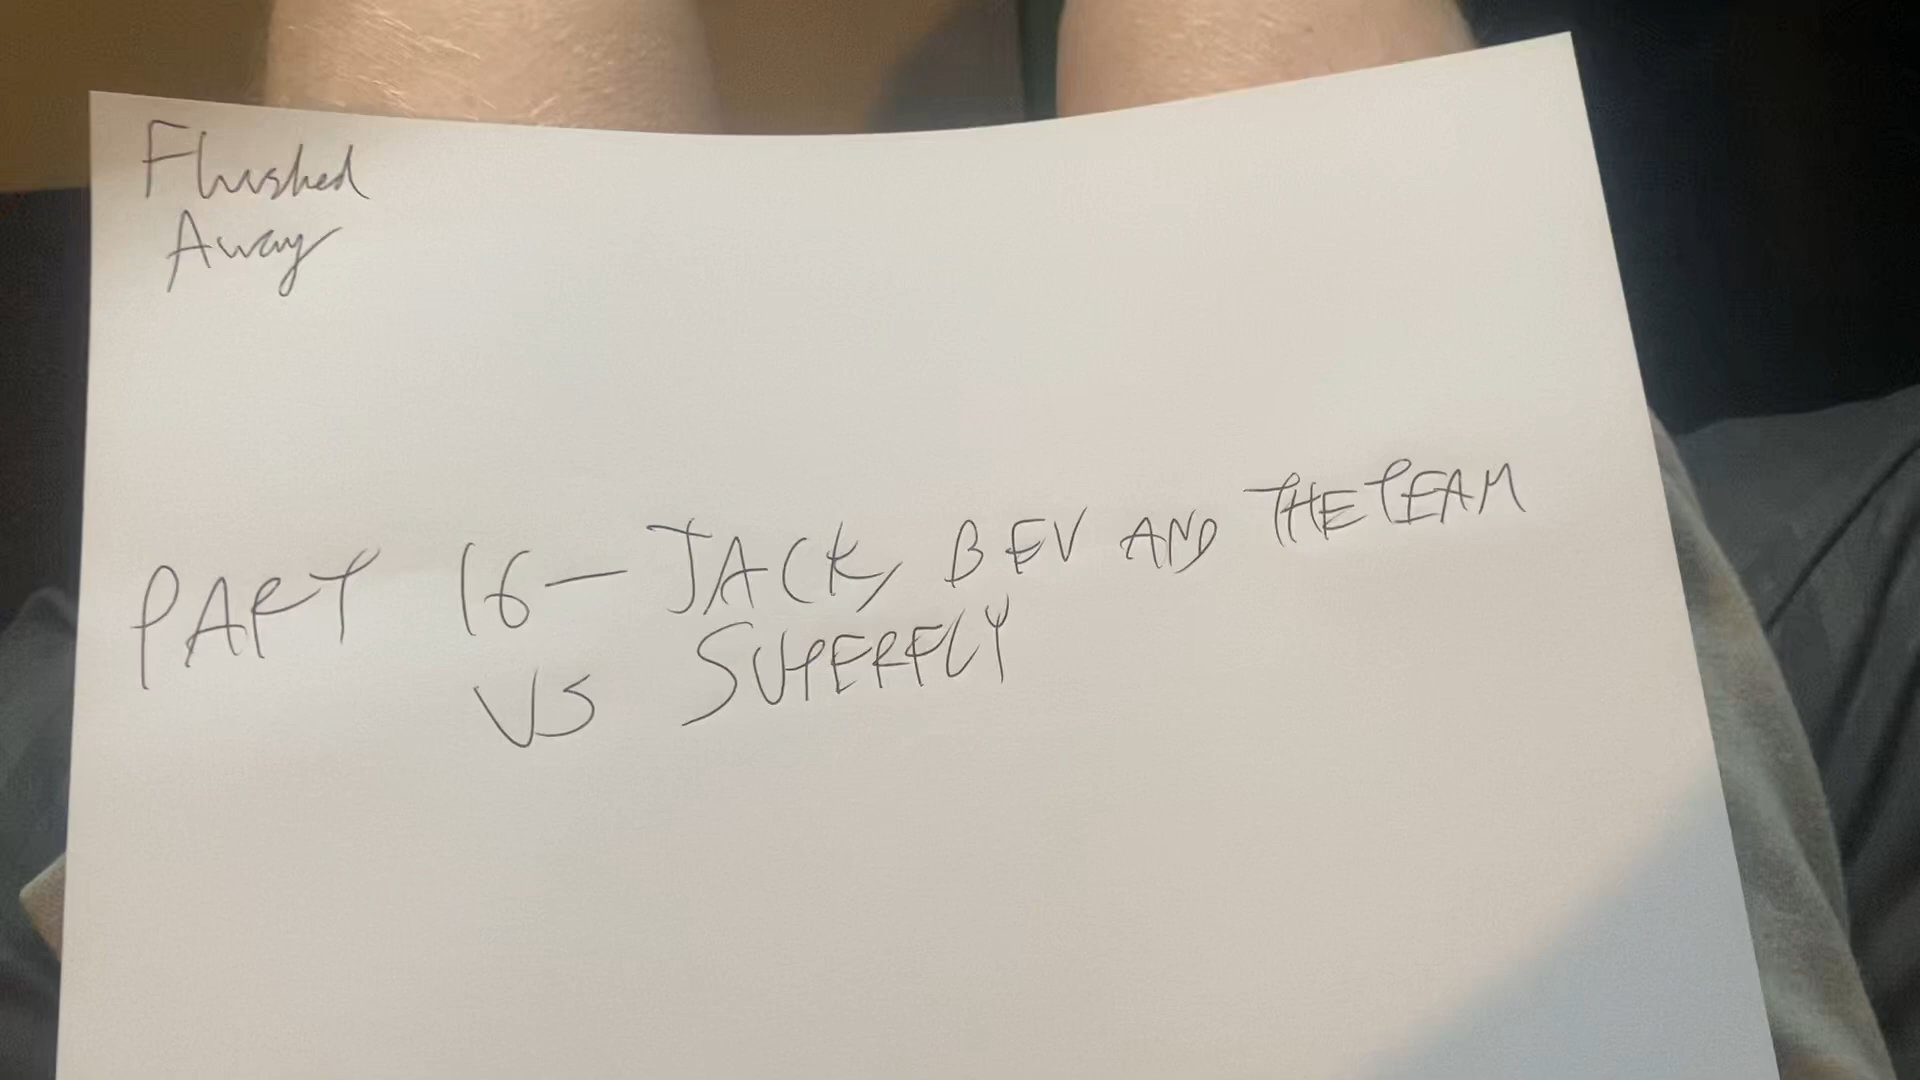 Flushed
Away
PART 16 - JACK, BEV AND THE TEAM
VS SUPERFLY